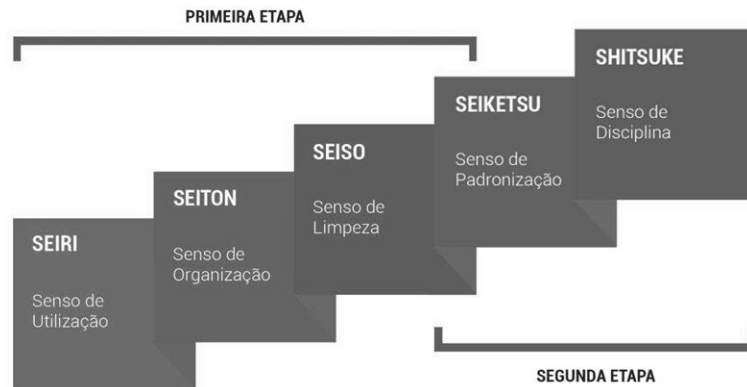 PRIMEIRA ETAPA
SHITSUKE
Senso de
Disciplina
SEIKETSU
Senso de
Padronização
SEISO
Senso de
Limpeza
SEITON
Senso de
Organização
SEIRI
Senso de
Utilização
SEGUNDA ETAPA